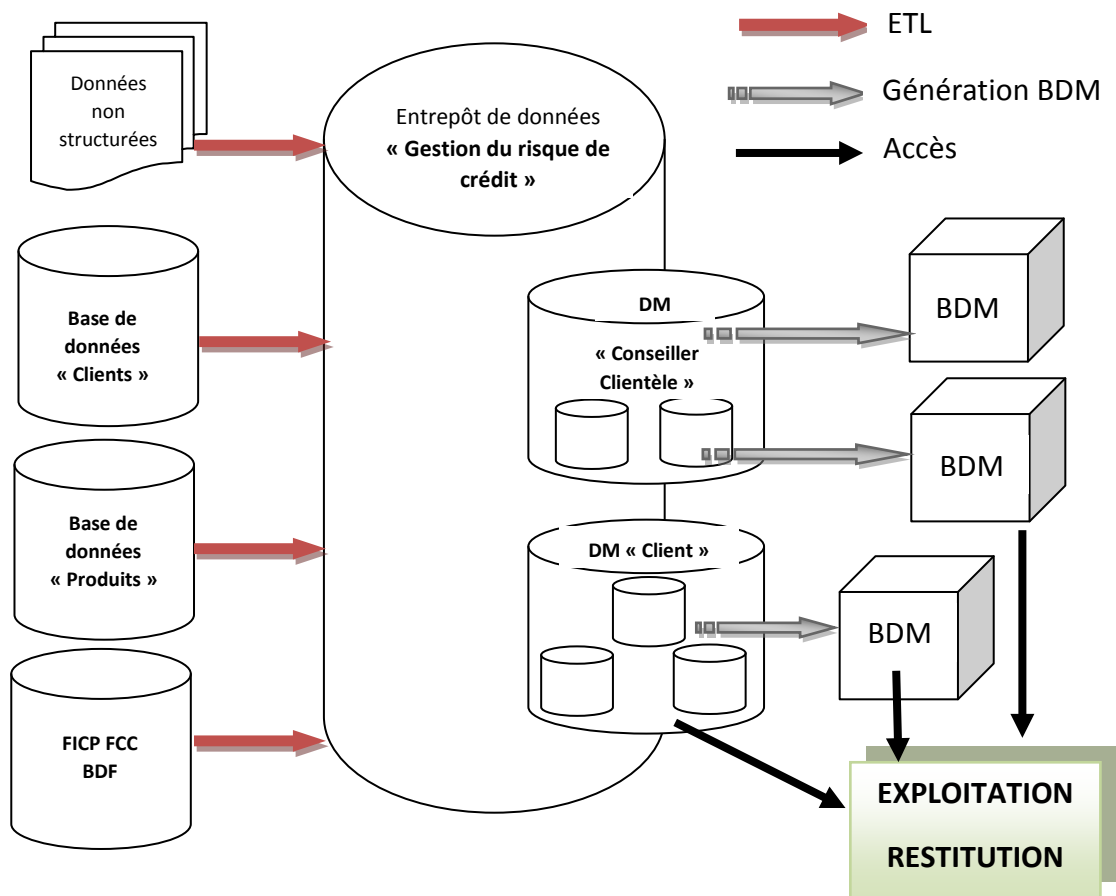 Données
non
structurées
Entrepôt de données
« Gestion du risque de
crédit »
ETL
Génération BDM
Accès
Base de
données
« Clients »
DM
« Conseiller
Clientèle »
BDM
BDM
Base de
données
« Produits »
DM « Client »
BDM
FICP FCC
BDF
EXPLOITATION
RESTITUTION